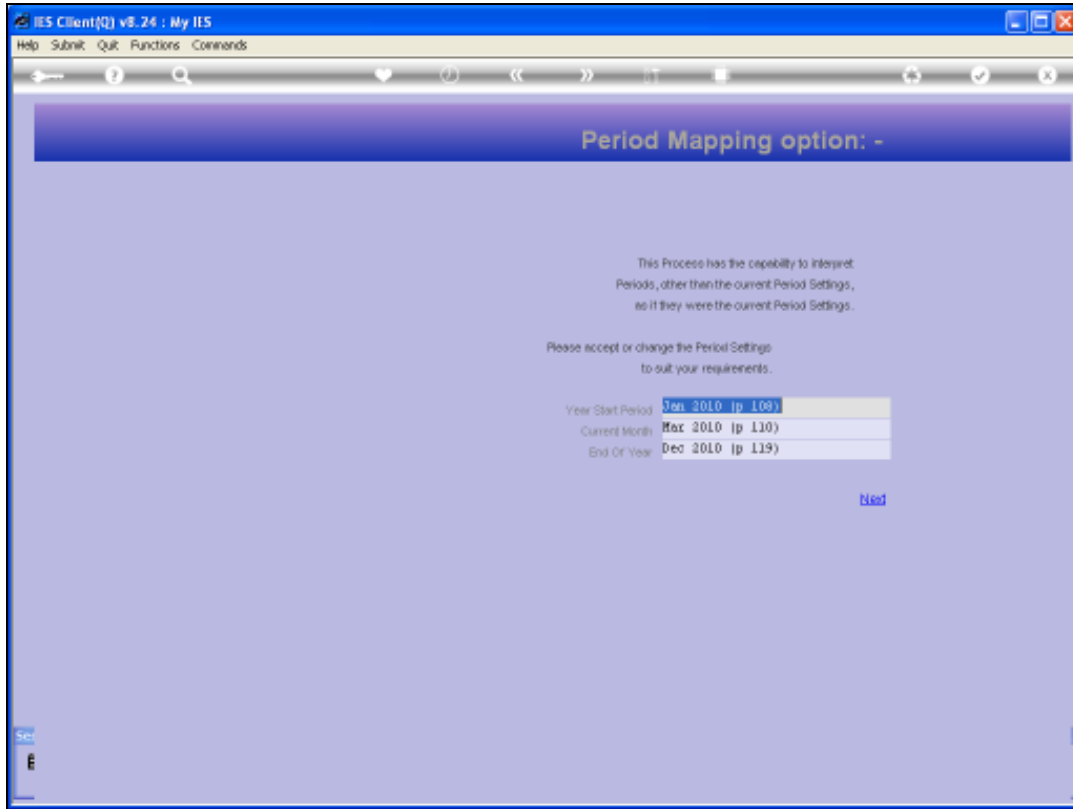 IES Client(Q) v8.24 : My IES
Help Submit Quit Functions Commands
Period Mapping option: -
This Process has the capability to interpret
Periods, other than the current Period Settings,
as if they were the current Period Settings.
Please accept or change the Period Settings
to suit your requirements.
Year Start Period Jan 2010 (p 108)
Current Month Mar 2010 (p 110)
End Of Year Dec 2010 (p 119)
Next